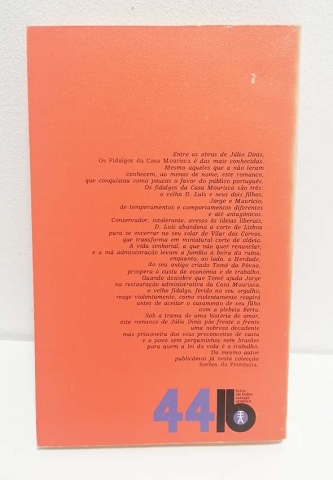 Entre as obras de Júlio Dinis,
Os Fidalgos da Casa Mourisca é das mais conhecidas.
Mesmo aqueles que a não leram
conhecem, ao menos de nome, este romance,
que conquistou como poucos o favor do público português.
Os fidalgos da Casa Mourisca são três:
o velho D. Luís e seus dois filhos,
Jorge e Maurício,
de temperamentos e comportamentos diferentes
e até antagónicos.
Conservador, intolerante, avesso às ideias liberais,
D. Luís abandona a corte de Lisboa
para se encerrar no seu solar de Vilar dos Corvos,
que transforma em miniatural corte de aldeia.
A vida senhorial, a que não quer renunciar,
e a má administração levam a família à beira da ruína,
enquanto, ao lado, a Herdade,
do seu antigo criado Tomé da Póvoa,
prospera à custa de economia e de trabalho.
Quando descobre que Tomé ajuda Jorge
na restauração administrativa da Casa Mourisca,
o velho fidalgo, ferido no seu orgulho,
reage violentamente, como violentamente reagirá
antes de aceitar o casamento do seu filho
com a plebeia Berta.
Sob a trama de uma história de amor,
este romance de Júlio Dinis põe frente a frente
uma nobreza decadente
mas prisioneira dos seus preconceitos de casta
e o povo sem pergaminhos nem brasões
para quem a lei da vida é o trabalho.
Do mesmo autor
publicámos já nesta colecção
Serões da Província.
44 lb
livros
de bolso
europa
américa